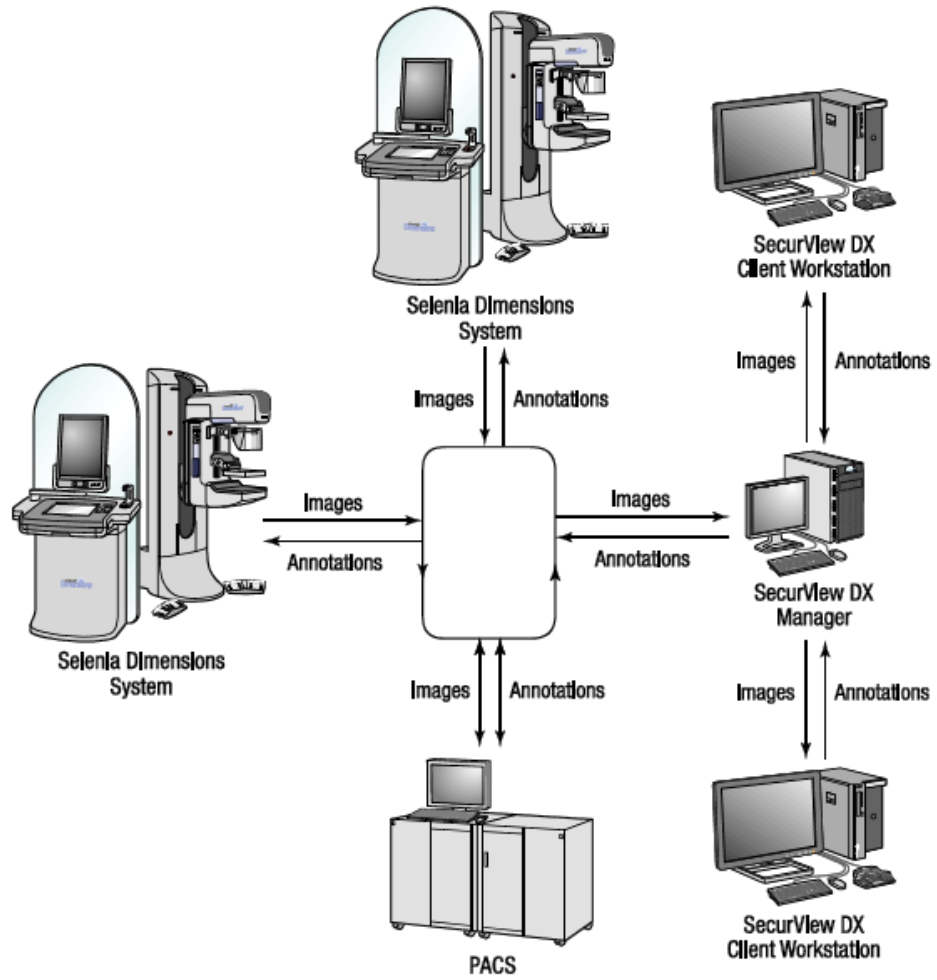 SecurView DX
Client Workstation
Selenia Dimensions
System
Images
Annotations
Images
Annotations
Images
Annotations
Images
Annotations
SecurView DX
Manager
Selenia Dimensions
System
Images
Annotations
Images
Annotations
PACS
SecurView DX
Client Workstation